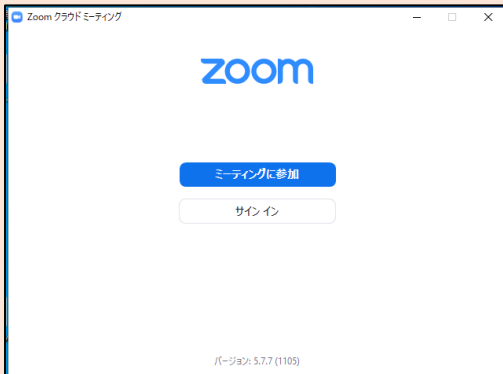 Zoom クラウド ミーティング
zoom
ミーティングに参加
サイン イン
バージョン: 5.7.7 (1105)